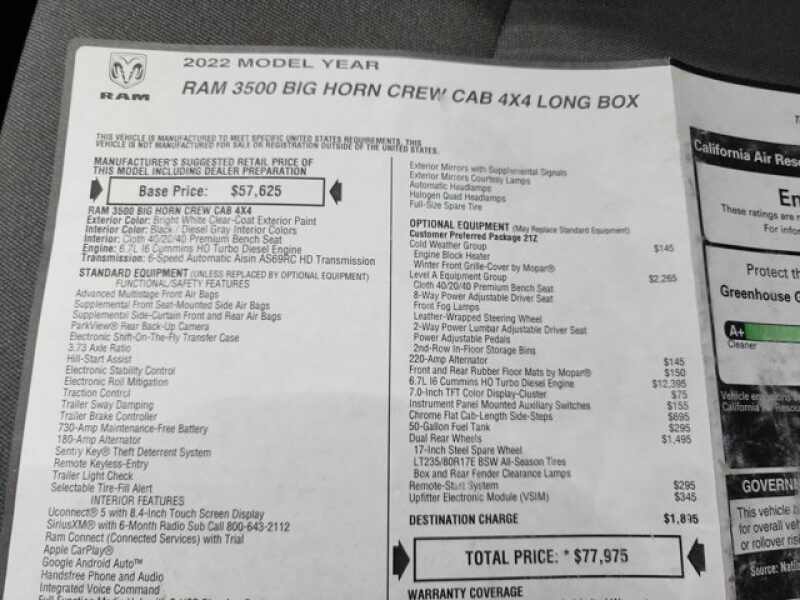 2022 MODEL YEAR
RAM 3500 BIG HORN CREW CAB 4X4 LONG BOX
RAM
THIS VEHICLE IS MANUFACTURED TO MEET SPECIFIC UNITED STATES REQUIREMENTS. THIS
VEHICLE IS NOT MANUFACTURED FOR SALE OR REGISTRATION OUTSIDE OF THE UNITED STATES.
MANUFACTURER'S SUGGESTED RETAIL PRICE OF
THIS MODEL INCLUDING DEALER PREPARATION
Base Price: $57,625
RAM 3500 BIG HORN CREW CAB 4X4
Exterior Color: Bright White Clear-Coat Exterior Paint
Interior Color: Black / Diesel Gray Interior Colors
Interior: Cloth 40/20/40 Premium Bench Seat
Engine: 6.7L I6 Cummins HO Turbo Diesel Engine
Transmission: 6-Speed Automatic Aisin AS69RC HD Transmission
STANDARD EQUIPMENT (UNLESS REPLACED BY OPTIONAL EQUIPMENT)
FUNCTIONAL/SAFETY FEATURES
Advanced Multistage Front Air Bags
Supplemental Front Seat-Mounted Side Air Bags
Supplemental Side-Curtain Front and Rear Air Bags
ParkView® Rear Back-Up Camera
Electronic Shift-On-The-Fly Transfer Case
3.73 Axle Ratio
Hill-Start Assist
Electronic Stability Control
Electronic Roll Mitigation
Traction Control
Trailer Sway Damping
Trailer Brake Controller
730-Amp Maintenance-Free Battery
180-Amp Alternator
Sentry Key® Theft Deterrent System
Remote Keyless-Entry
Trailer Light Check
Selectable Tire-Fill Alert
INTERIOR FEATURES
Uconnect® 5 with 8.4-Inch Touch Screen Display
SiriusXM® with 6-Month Radio Sub Call 800-643-2112
Ram Connect (Connected Services) with Trial
Apple CarPlay®
Google Android Auto™
Handsfree Phone and Audio
Integrated Voice Command
Exterior Mirrors with Supplemental Signals
Exterior Mirrors Courtesy Lamps
Automatic Headlamps
Halogen Quad Headlamps
Full-Size Spare Tire
OPTIONAL EQUIPMENT (May Replace Standard Equipment)
Customer Preferred Package 21Z
Cold Weather Group $145
Engine Block Heater
Winter Front Grille-Cover by Mopar®
Level A Equipment Group $2,265
Cloth 40/20/40 Premium Bench Seat
8-Way Power Adjustable Driver Seat
Front Fog Lamps
Leather-Wrapped Steering Wheel
2-Way Power Lumbar Adjustable Driver Seat
Power Adjustable Pedals
2nd-Row In-Floor Storage Bins
220-Amp Alternator $145
Front and Rear Rubber Floor Mats by Mopar® $150
6.7L I6 Cummins HO Turbo Diesel Engine $12,395
7.0-Inch TFT Color Display-Cluster $75
Instrument Panel Mounted Auxiliary Switches $155
Chrome Flat Cab-Length Side-Steps $695
50-Gallon Fuel Tank $295
Dual Rear Wheels $1,495
17-Inch Steel Spare Wheel
LT235/80R17E BSW All-Season Tires
Box and Rear Fender Clearance Lamps
Remote-Start System $295
Upfitter Electronic Module (VSIM) $345
DESTINATION CHARGE $1,895
TOTAL PRICE: * $77,975
WARRANTY COVERAGE
California Air
These ratings are
For
Protect
Greenhouse
A+
Cleaner
Vehicle
California Air
This vehicle
for overall
or rollover
Source: